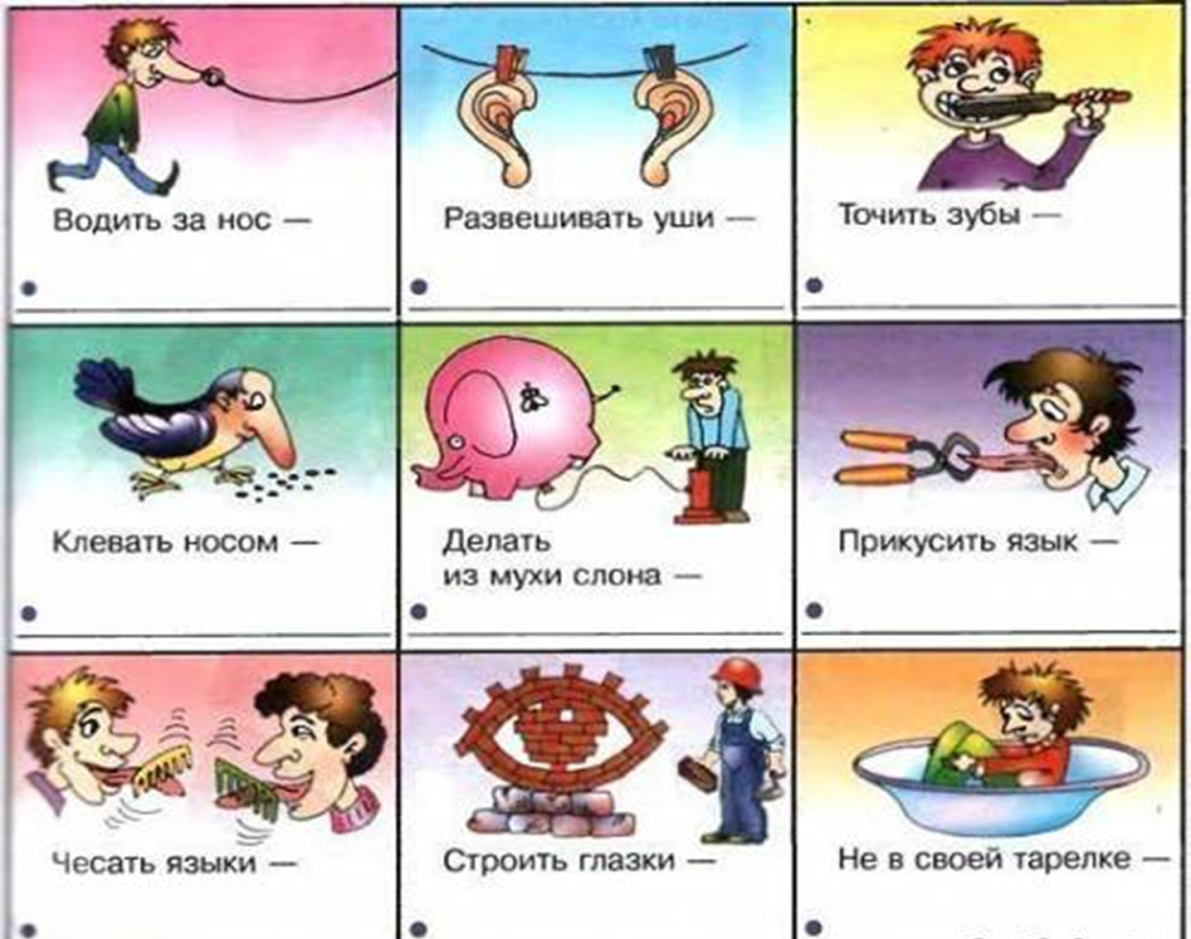 Водить за нос —
Развешивать уши —
Точить зубы —
Клевать носом —
Делать
из мухи слона —
Прикусить язык —
Чесать языки —
Строить глазки —
Не в своей тарелке —